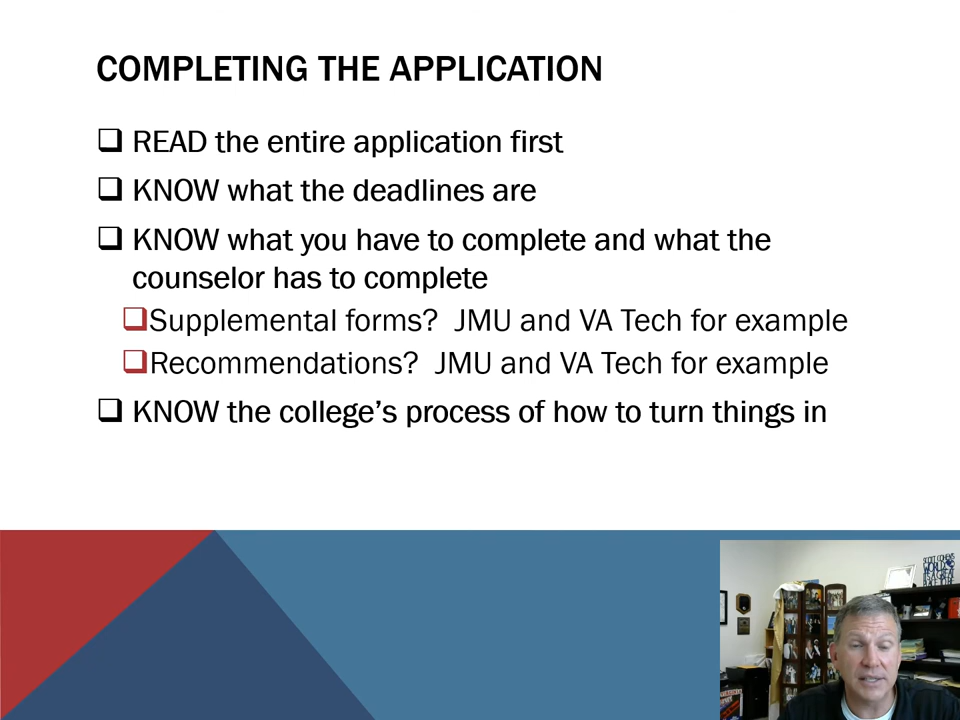 COMPLETING THE APPLICATION
READ the entire application first
KNOW what the deadlines are
KNOW what you have to complete and what the
counselor has to complete
Supplemental forms? JMU and VA Tech for example
Recommendations? JMU and VA Tech for example
KNOW the college's process of how to turn things in